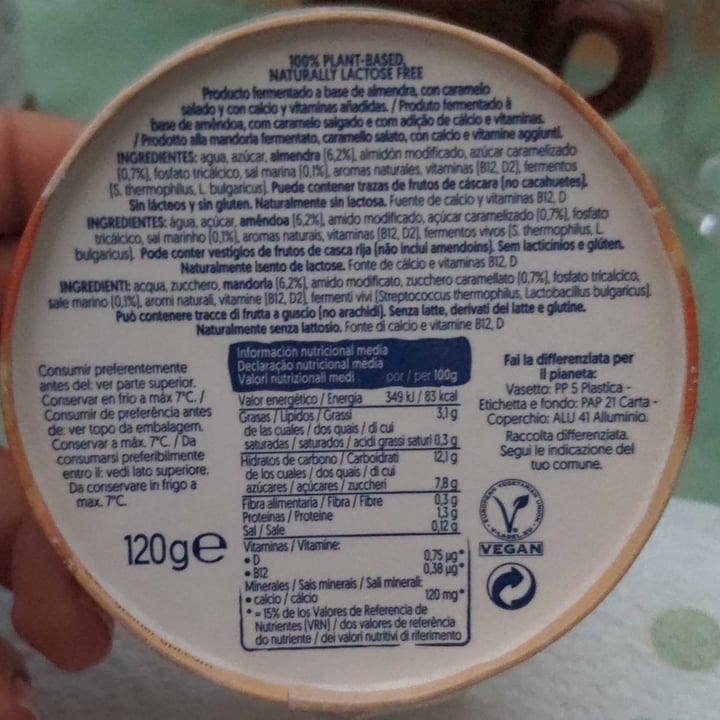 100% PLANT-BASED,
NATURALLY LACTOSE FREE
Producto fermentado a base de almendra, con caramelo
salado y con calcio y vitaminas añadidas. / Produto fermentado à
base de amêndoa, com caramelo salgado e com adição de cálcio e vitaminas.
/ Prodotto alla mandorla fermentato, caramello salato, con calcio e vitamine aggiunti.
INGREDIENTES: agua, azúcar, almendra (6,2%), almidón modificado, azúcar caramelizado
(0,7%), fosfato tricálcico, sal marina (0,1%), aromas naturales, vitaminas (B12, D2), fermentos
(S. thermophilus, L. bulgaricus). Puede contener trazas de frutos de cáscara (no cacahuetes).
Sin lácteos y sin gluten. Naturalmente sin lactosa. Fuente de calcio y vitaminas B12, D
INGREDIENTES: água, açúcar, amêndoa (6,2%), amido modificado, açúcar caramelizado (0,7%), fosfato
tricálcico, sal marinho (0,1%), aromas naturais, vitaminas (B12, D2), fermentos vivos (S. thermophilus, L.
bulgaricus). Pode conter vestígios de frutos de casca rija (não inclui amendoins). Sem lacticínios e glúten.
Naturalmente isento de lactose. Fonte de cálcio e vitaminas B12, D
INGREDIENTI: acqua, zucchero, mandorla (6,2%), amido modificato, zucchero caramellato (0,7%), fosfato tricalcico,
sale marino (0,1%), aromi naturali, vitamine (B12, D2), fermenti vivi (Streptococcus thermophilus, Lactobacillus bulgaricus).
Può contenere tracce di frutta a guscio (no arachidi). Senza latte, derivati del latte e glutine.
Naturalmente senza lattosio. Fonte di calcio e vitamine B12, D
Consumir preferentemente
antes del: ver parte superior.
Conservar en frío a máx 7°C. /
Consumir de preferência antes
de: ver topo da embalagem.
Conservar a máx. 7°C. / Da
consumarsi preferibilmente
entro il: vedi lato superiore.
Da conservare in frigo a
max. 7°C.
120g e
Información nutricional media
Declaração nutricional média
Valori nutrizionali medi por / per 100g
Valor energético / Energia 349 kJ / 83 kcal
Grasas / Lípidos / Grassi 3,1 g
de las cuales / dos quais / di cui
saturadas / saturados / acidi grassi saturi 0,3 g
Hidratos de carbono / Carboidrati 12,1 g
de los cuales / dos quais / di cui
azúcares / açúcares / zuccheri 7,8 g
Fibra alimentaria / Fibra / Fibre 0,3 g
Proteínas / Proteine 1,3 g
Sal / Sale 0,12 g
Vitaminas / Vitamine:
• D 0,75 µg*
• B12 0,38 µg*
Minerales / Sais minerais / Sali minerali:
• calcio / cálcio 120 mg*
* = 15% de los Valores de Referencia de
Nutrientes (VRN) / dos valores de referência
do nutriente / dei valori nutritivi di riferimento
Fai la differenziata per
il pianeta:
Vasetto: PP 5 Plastica -
Etichetta e fondo: PAP 21 Carta -
Coperchio: ALU 41 Alluminio.
Raccolta differenziata.
Segui le indicazione del
tuo comune.
EUROPEAN VEGETARIAN UNION
V-LABEL.EU
VEGAN